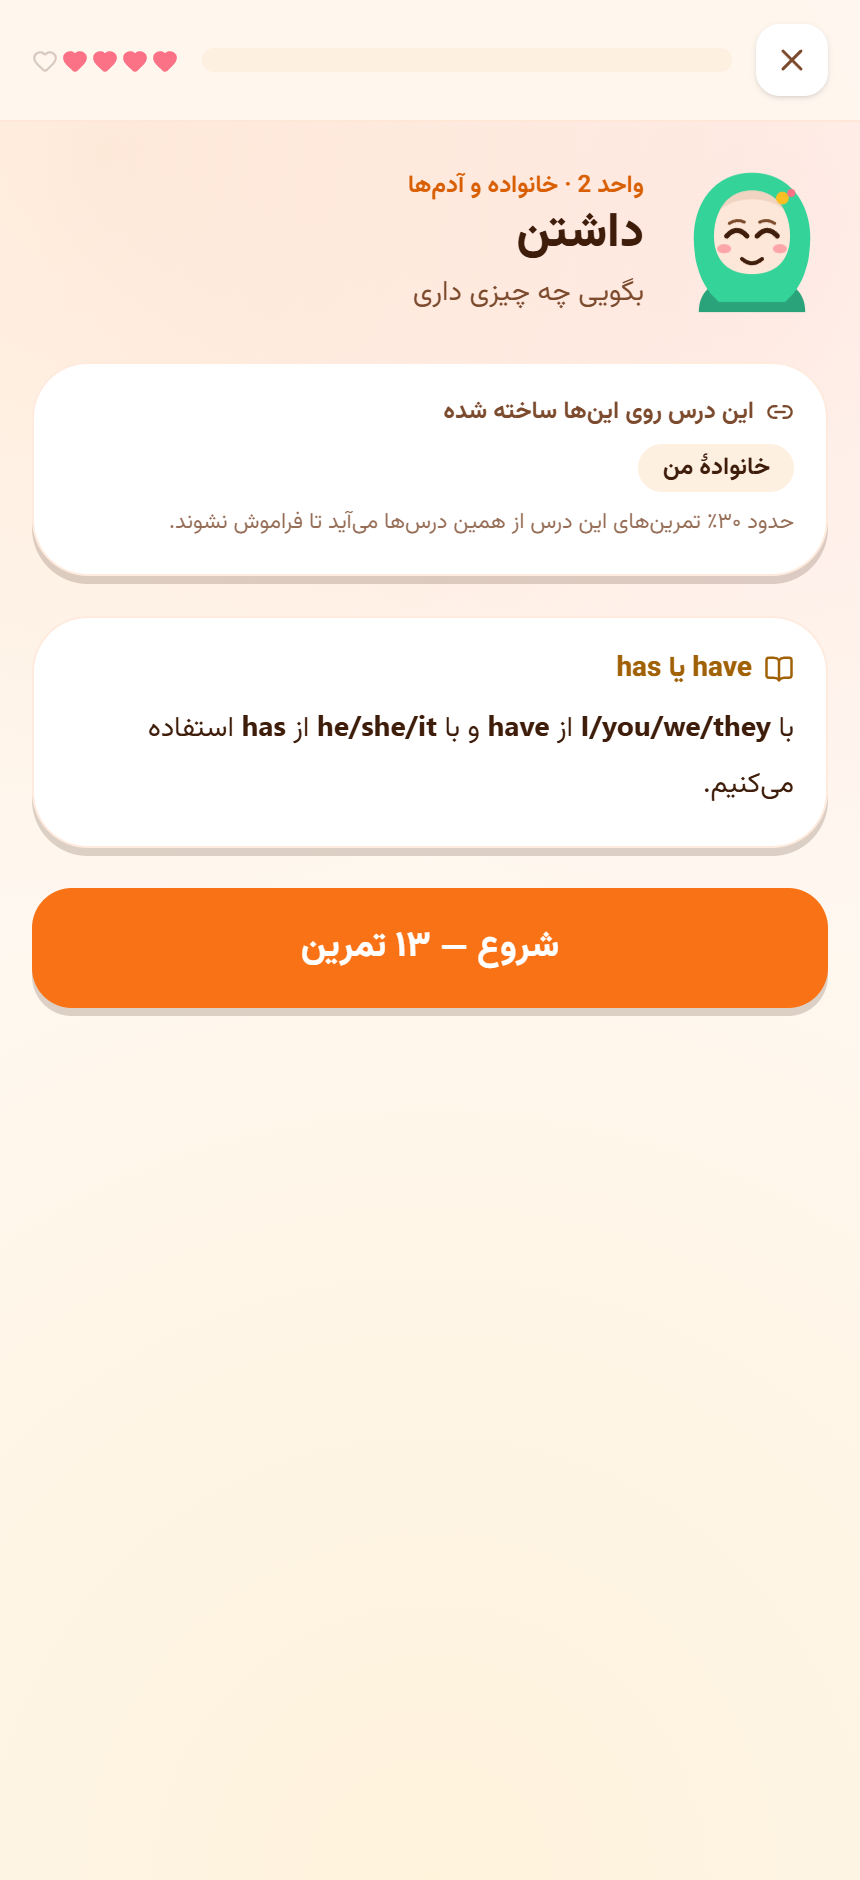 واحد 2 · خانواده و آدم‌ها
داشتن
بگویی چه چیزی داری
این درس روی این‌ها ساخته شده
خانوادهٔ من
حدود ۳۰٪ تمرین‌های این درس از همین درس‌ها می‌آید تا فراموش نشوند.
have یا has
با I/you/we/they از have و با he/she/it از has استفاده
می‌کنیم.
شروع — ۱۳ تمرین